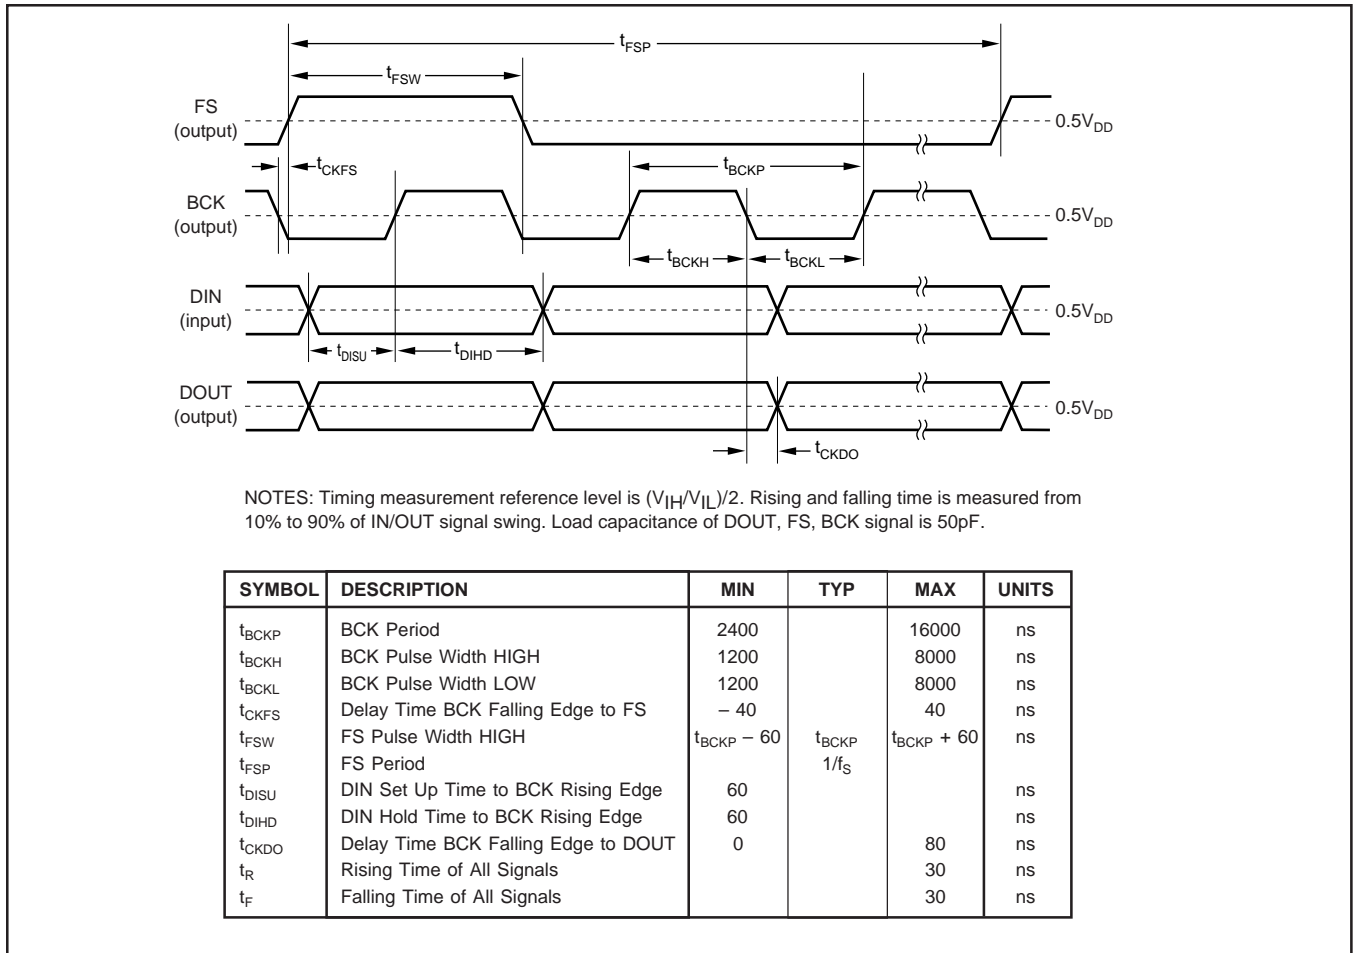 tFSP
tFSW
FS
(output)
0.5VDD
tCKFS
tBCKP
BCK
(output)
0.5VDD
tBCKH
tBCKL
DIN
(input)
0.5VDD
tDISU
tDIHD
DOUT
(output)
0.5VDD
tCKDO
NOTES: Timing measurement reference level is (VIH/VIL)/2. Rising and falling time is measured from
10% to 90% of IN/OUT signal swing. Load capacitance of DOUT, FS, BCK signal is 50pF.
SYMBOL DESCRIPTION MIN TYP MAX UNITS
tBCKP BCK Period 2400 16000 ns
tBCKH BCK Pulse Width HIGH 1200 8000 ns
tBCKL BCK Pulse Width LOW 1200 8000 ns
tCKFS Delay Time BCK Falling Edge to FS – 40 40 ns
tFSW FS Pulse Width HIGH tBCKP – 60 tBCKP tBCKP + 60 ns
tFSP FS Period 1/fS
tDISU DIN Set Up Time to BCK Rising Edge 60 ns
tDIHD DIN Hold Time to BCK Rising Edge 60 ns
tCKDO Delay Time BCK Falling Edge to DOUT 0 80 ns
tR Rising Time of All Signals 30 ns
tF Falling Time of All Signals 30 ns